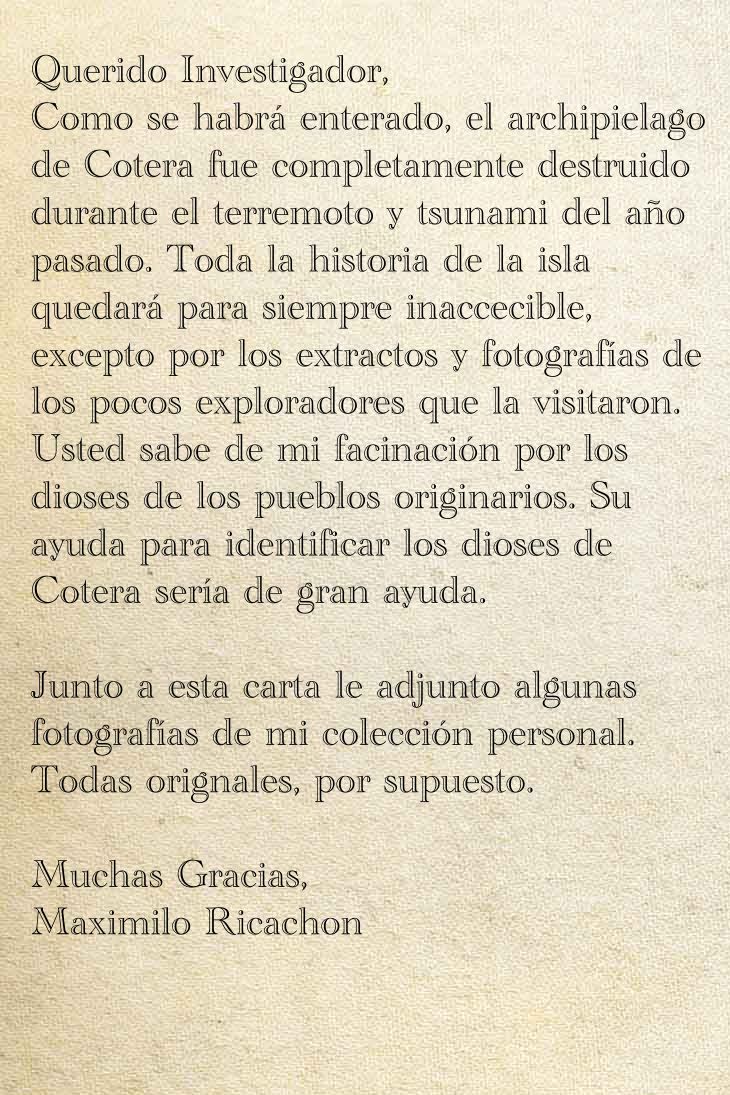 Querido Investigador,
Como se habrá enterado, el archipielago
de Cotera fue completamente destruido
durante el terremoto y tsunami del año
pasado. Toda la historia de la isla
quedará para siempre inaccecible,
excepto por los extractos y fotografías de
los pocos exploradores que la visitaron.
Usted sabe de mi facinación por los
dioses de los pueblos originarios. Su
ayuda para identificar los dioses de
Cotera sería de gran ayuda.
Junto a esta carta le adjunto algunas
fotografías de mi colección personal.
Todas orignales, por supuesto.
Muchas Gracias,
Maximilo Ricachon